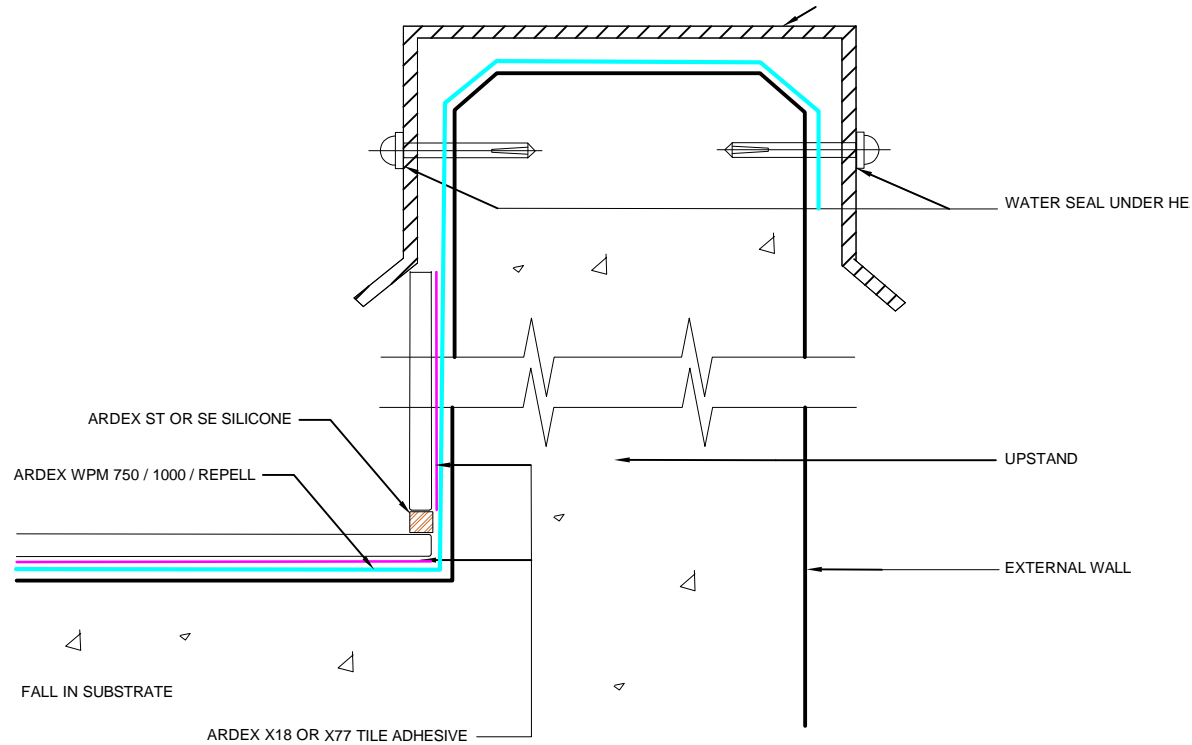 WATER SEAL UNDER HE
ARDEX ST OR SE SILICONE
UPSTAND
ARDEX WPM 750 / 1000 / REPELL
EXTERNAL WALL
FALL IN SUBSTRATE
ARDEX X18 OR X77 TILE ADHESIVE